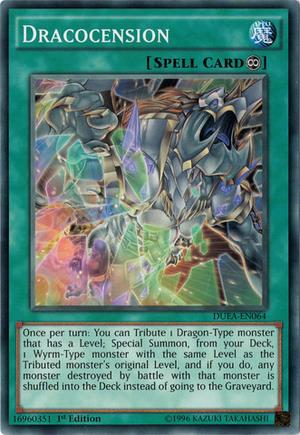 Dracocension
魔
[Spell Card]
DUEA-EN064
Once per turn: You can Tribute 1 Dragon-Type monster
that has a Level; Special Summon, from your Deck,
1 Wyrm-Type monster with the same Level as the
Tributed monster's original Level, and if you do, any
monster destroyed by battle with that monster is
shuffled into the Deck instead of going to the Graveyard.
16960351
1st Edition
©1996 KAZUKI TAKAHASHI